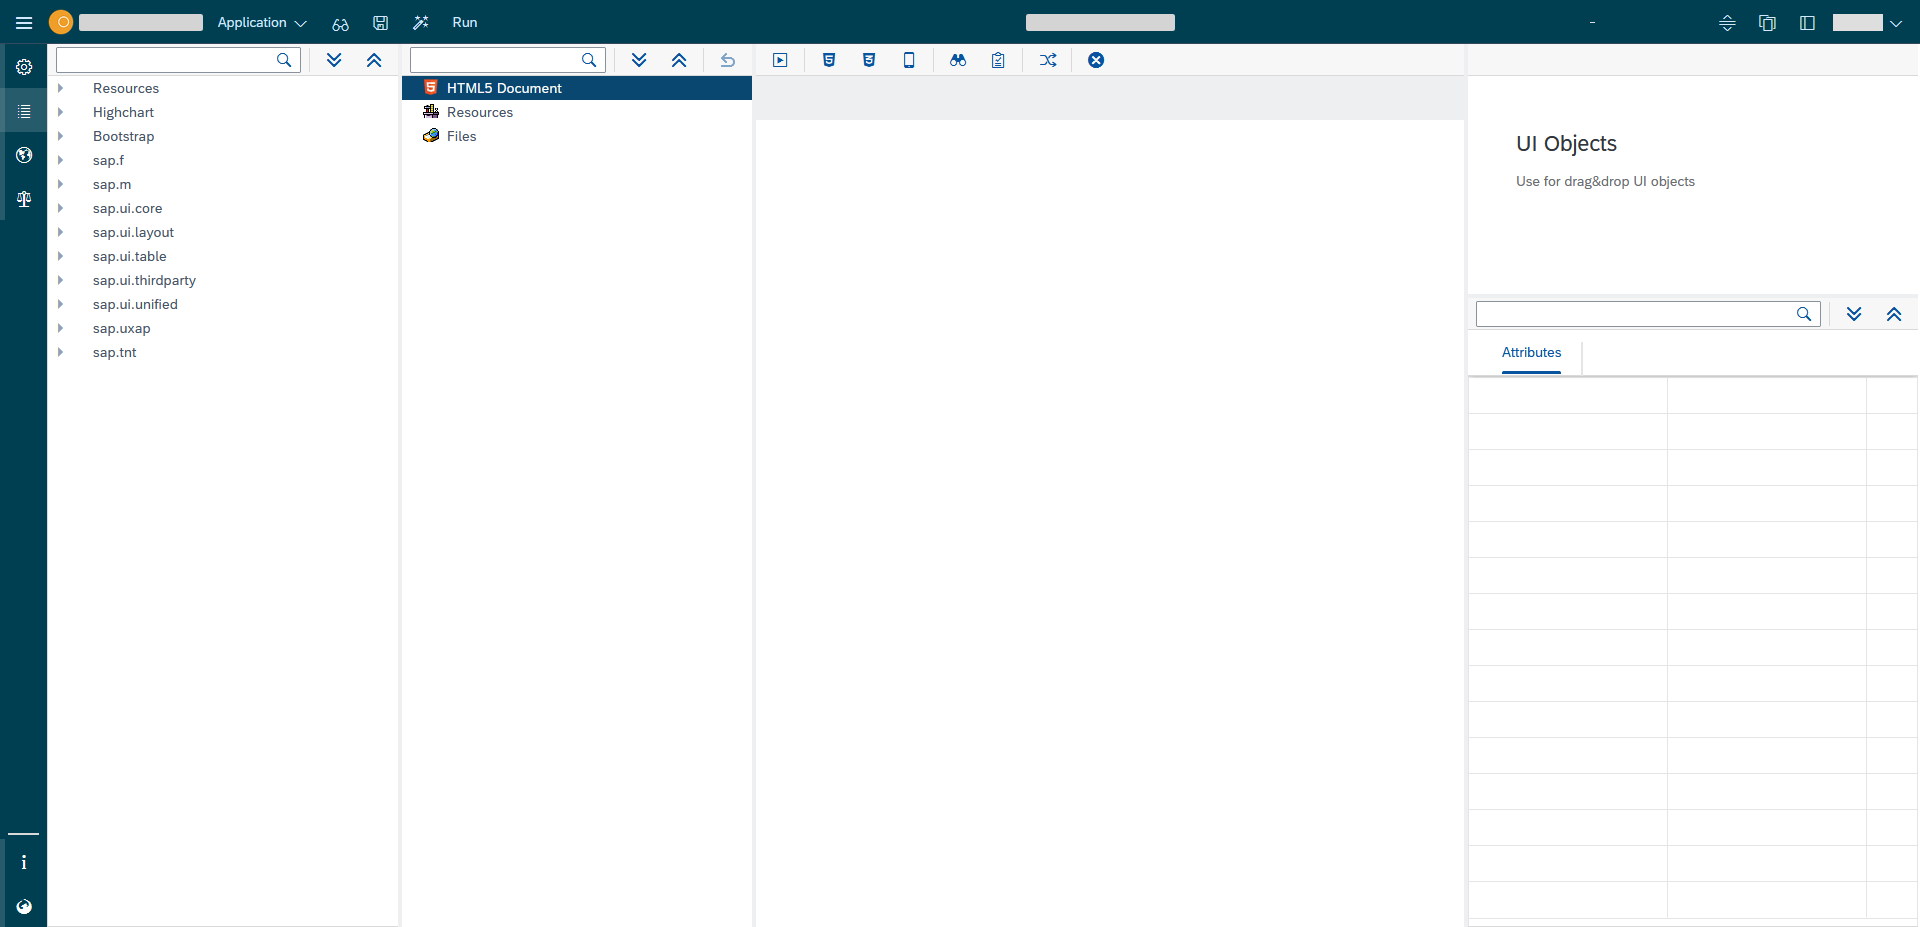 Application
Run
-
Resources
Highchart
Bootstrap
sap.f
sap.m
sap.ui.core
sap.ui.layout
sap.ui.table
sap.ui.thirdparty
sap.ui.unified
sap.uxap
sap.tnt
HTML5 Document
Resources
Files
UI Objects
Use for drag&drop UI objects
Attributes